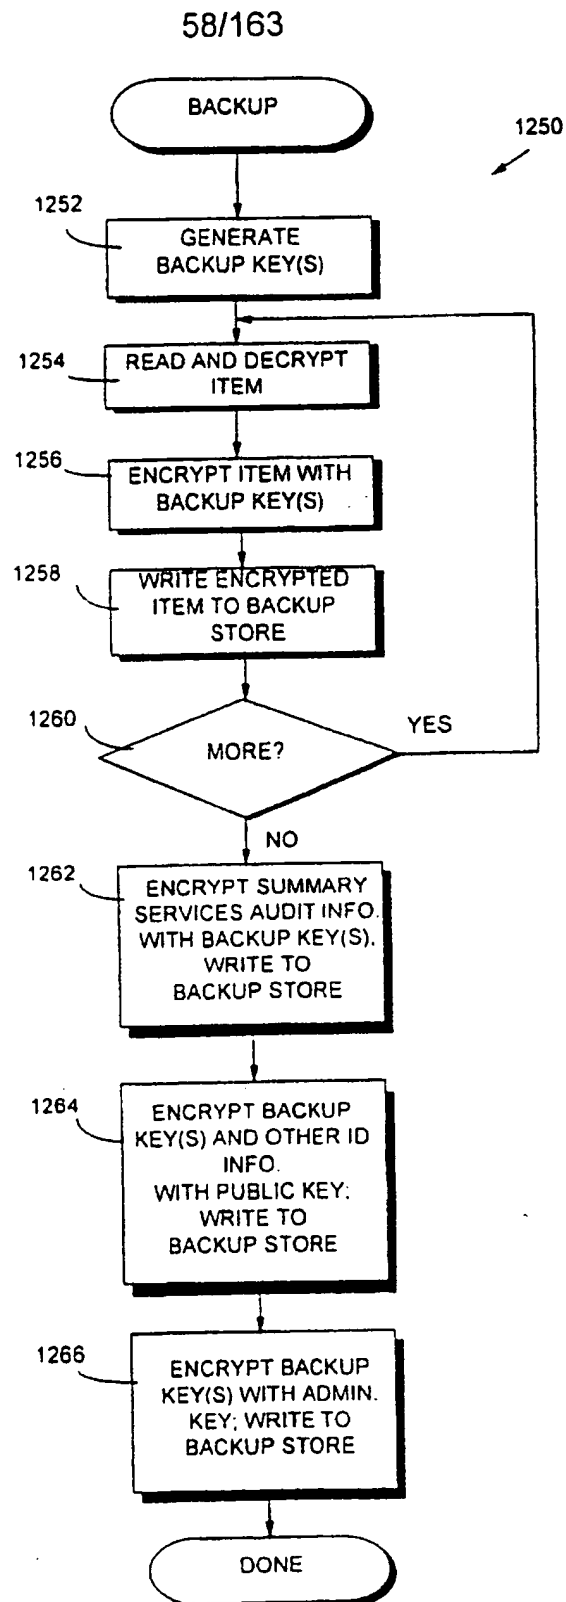 58/163
BACKUP
1250
1252
GENERATE
BACKUP KEY(S)
1254
READ AND DECRYPT
ITEM
1256
ENCRYPT ITEM WITH
BACKUP KEY(S)
1258
WRITE ENCRYPTED
ITEM TO BACKUP
STORE
1260
MORE?
YES
NO
1262
ENCRYPT SUMMARY
SERVICES AUDIT INFO.
WITH BACKUP KEY(S),
WRITE TO
BACKUP STORE
1264
ENCRYPT BACKUP
KEY(S) AND OTHER ID
INFO.
WITH PUBLIC KEY;
WRITE TO
BACKUP STORE
1266
ENCRYPT BACKUP
KEY(S) WITH ADMIN.
KEY; WRITE TO
BACKUP STORE
DONE